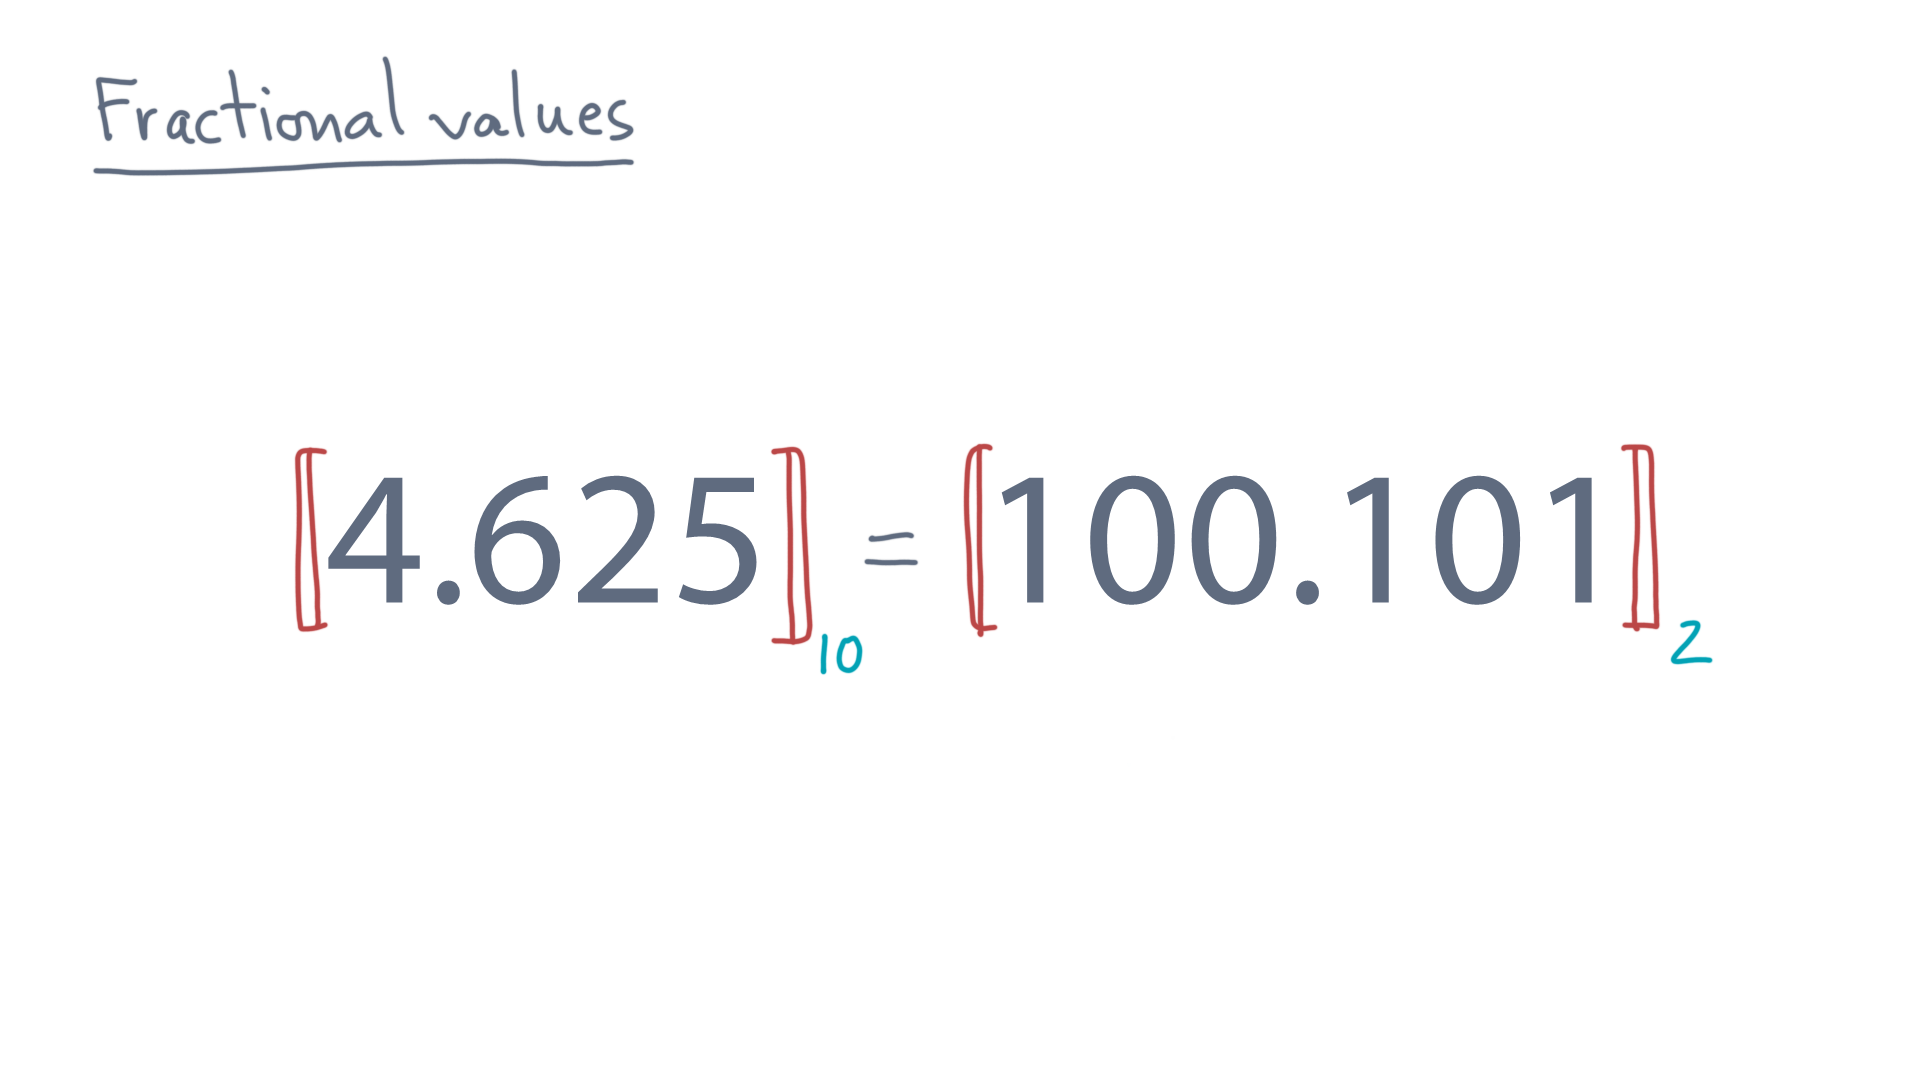 Fractional values
⟦4.625⟧₁₀ = ⟦100.101⟧₂